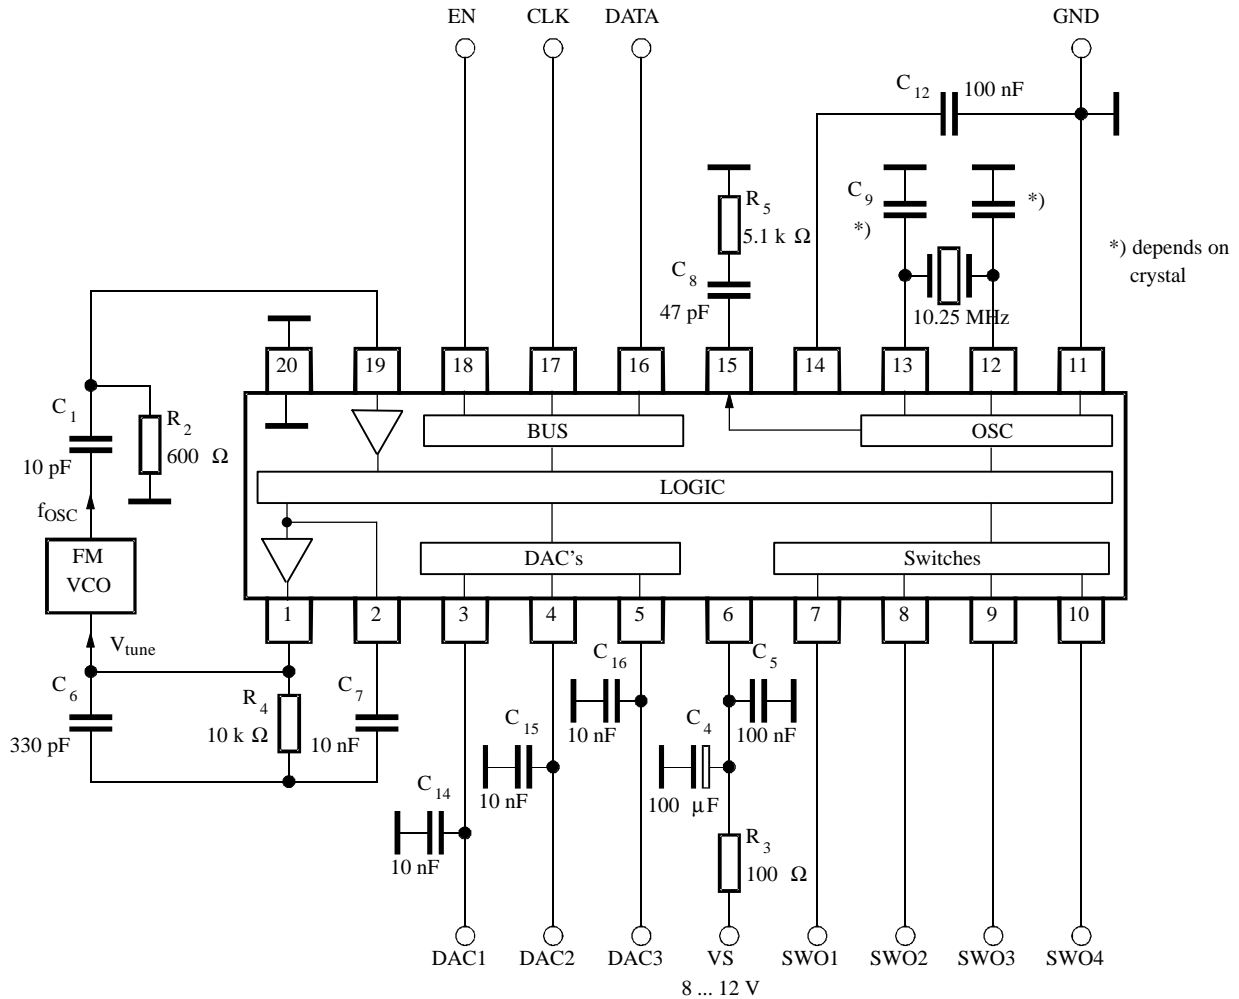 EN CLK DATA GND
C12 100 nF
C9 *) *)
R5 5.1 k Ω
*) depends on crystal
C8 47 pF
10.25 MHz
20 19 18 17 16 15 14 13 12 11
C1 10 pF
R2 600 Ω
BUS OSC
LOGIC
fOSC
FM VCO
DAC's Switches
1 2 3 4 5 6 7 8 9 10
Vtune
C6 330 pF
R4 10 k Ω
C7 10 nF
C16 10 nF
C5 100 nF
C15 10 nF
C4 100 µF
C14 10 nF
R3 100 Ω
DAC1 DAC2 DAC3 VS SWO1 SWO2 SWO3 SWO4
8 ... 12 V